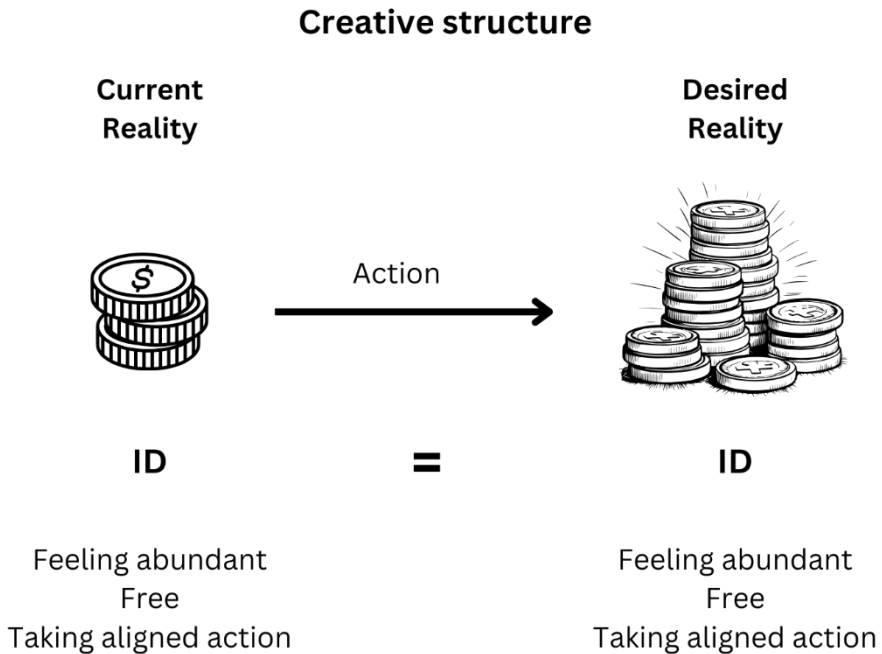 Creative structure
Current
Reality
Desired
Reality
$
Action
ID
=
ID
Feeling abundant
Free
Taking aligned action
Feeling abundant
Free
Taking aligned action